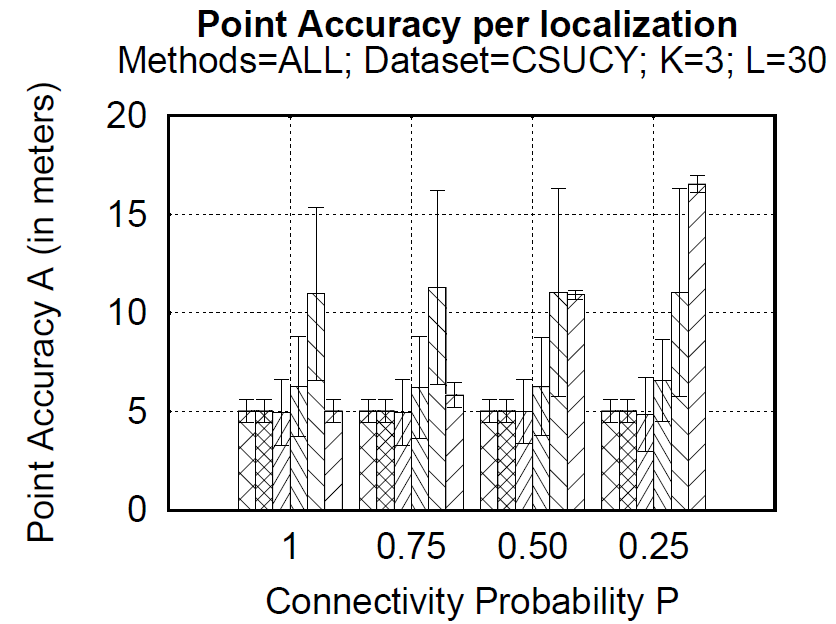 Point Accuracy per localization
Methods=ALL; Dataset=CSUCY; K=3; L=30
Point Accuracy A (in meters)
20
15
10
5
0
1 0.75 0.50 0.25
Connectivity Probability P